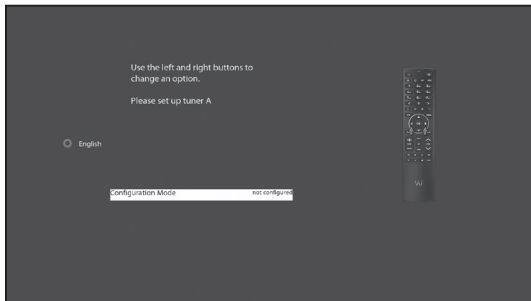 Use the left and right buttons to
change an option.
Please set up tuner A
English
Configuration Mode not configured